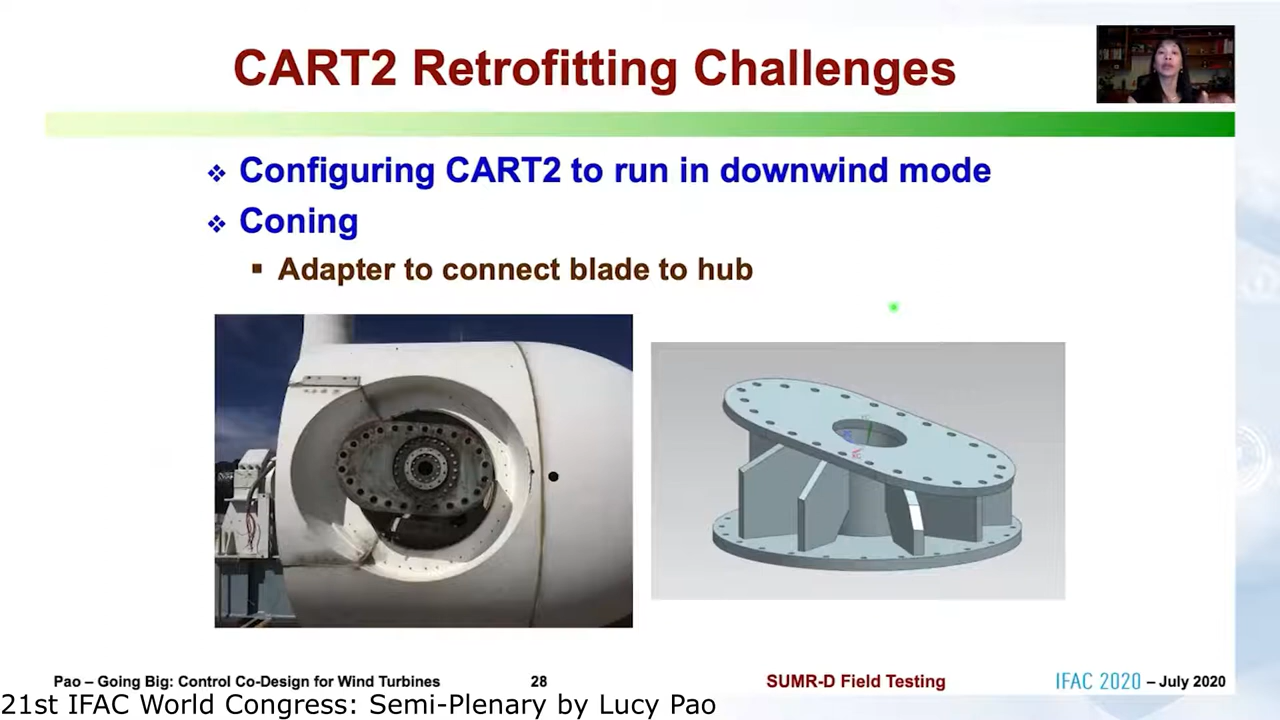 CART2 Retrofitting Challenges
Configuring CART2 to run in downwind mode
Coning
Adapter to connect blade to hub
Pao – Going Big: Control Co-Design for Wind Turbines 28 SUMR-D Field Testing IFAC 2020 – July 2020
21st IFAC World Congress: Semi-Plenary by Lucy Pao